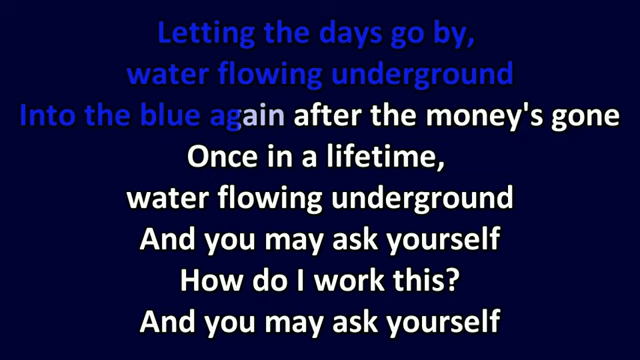 Letting the days go by,
water flowing underground
Into the blue again after the money's gone
Once in a lifetime,
water flowing underground
And you may ask yourself
How do I work this?
And you may ask yourself